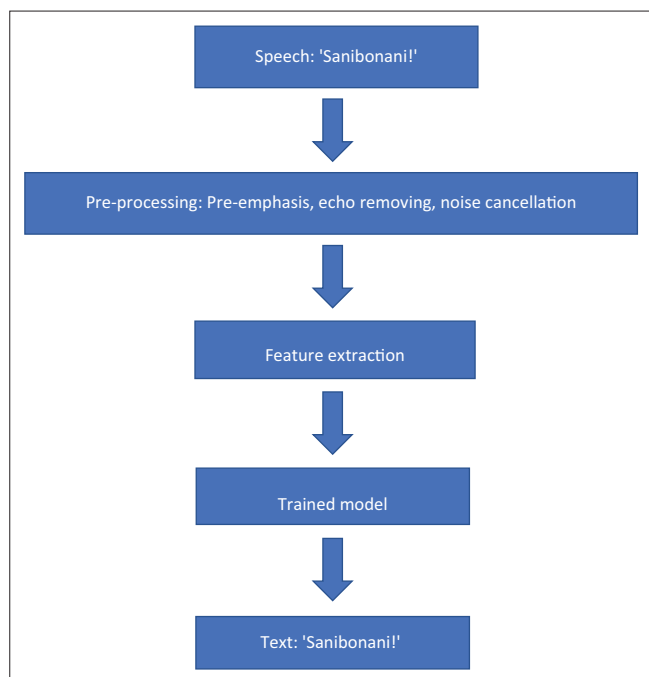 Speech: 'Sanibonani!'
Pre-processing: Pre-emphasis, echo removing, noise cancellation
Feature extraction
Trained model
Text: 'Sanibonani!'